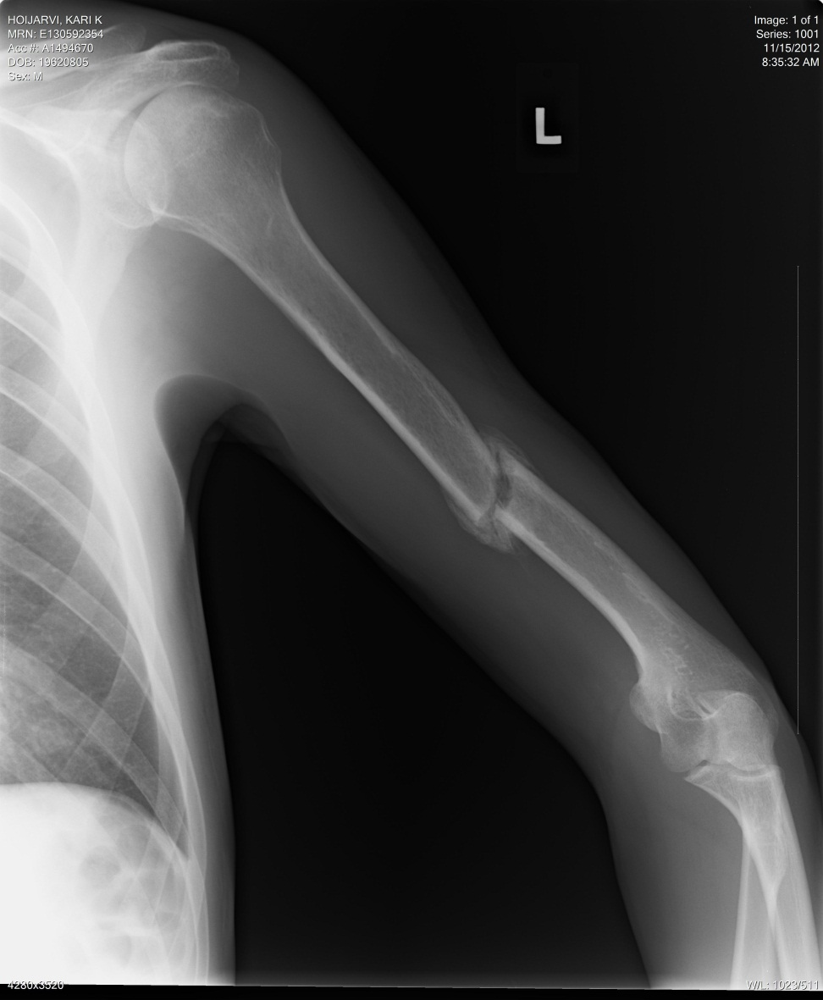 HOIJARVI, KARI K
MRN: E130592354
Acc #: A1494670
DOB: 19620805
Sex: M
Image: 1 of 1
Series: 1001
11/15/2012
8:35:32 AM
L
4280x3520
W/L: 1023/511